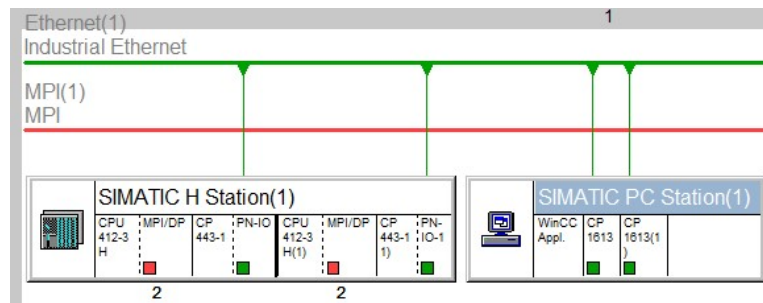 Ethernet(1)
1
Industrial Ethernet
MPI(1)
MPI
SIMATIC H Station(1)
CPU
412-3
H
MPI/DP
CP
443-1
PN-IO
CPU
412-3
H(1)
MPI/DP
CP
443-1
1)
PN-
IO-1
2
2
SIMATIC PC Station(1)
WinCC
Appl.
CP
1613
CP
1613(1
)